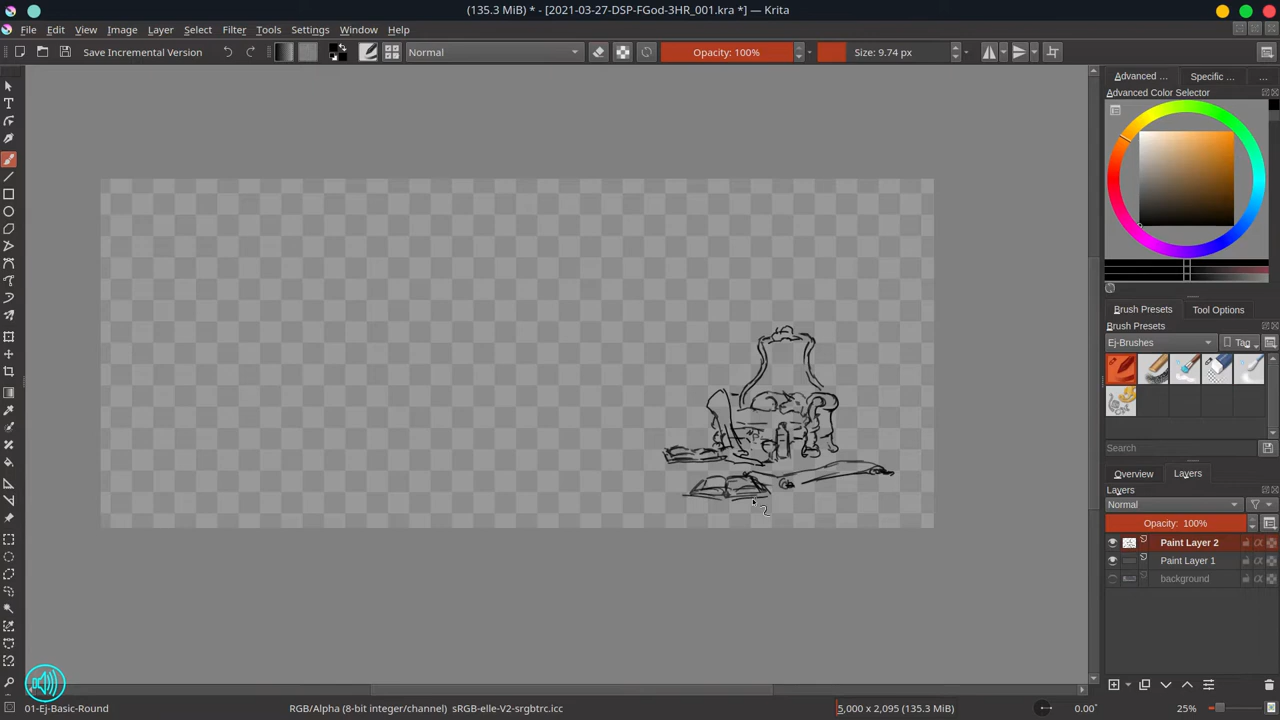 (135.3 MiB) * - [2021-03-27-DSP-FGod-3HR_001.kra *] — Krita
File Edit View Image Layer Select Filter Tools Settings Window Help
Save Incremental Version Normal Opacity: 100% Size: 9.74 px
Advanced ... Specific ... ...
Advanced Color Selector
Brush Presets Tool Options
Brush Presets
Ej-Brushes Tag
Search
Overview Layers
Layers
Normal
Opacity: 100%
Paint Layer 2
Paint Layer 1
background
01-Ej-Basic-Round RGB/Alpha (8-bit integer/channel) sRGB-elle-V2-srgbtrc.icc 5,000 x 2,095 (135.3 MiB) 0.00° 25%